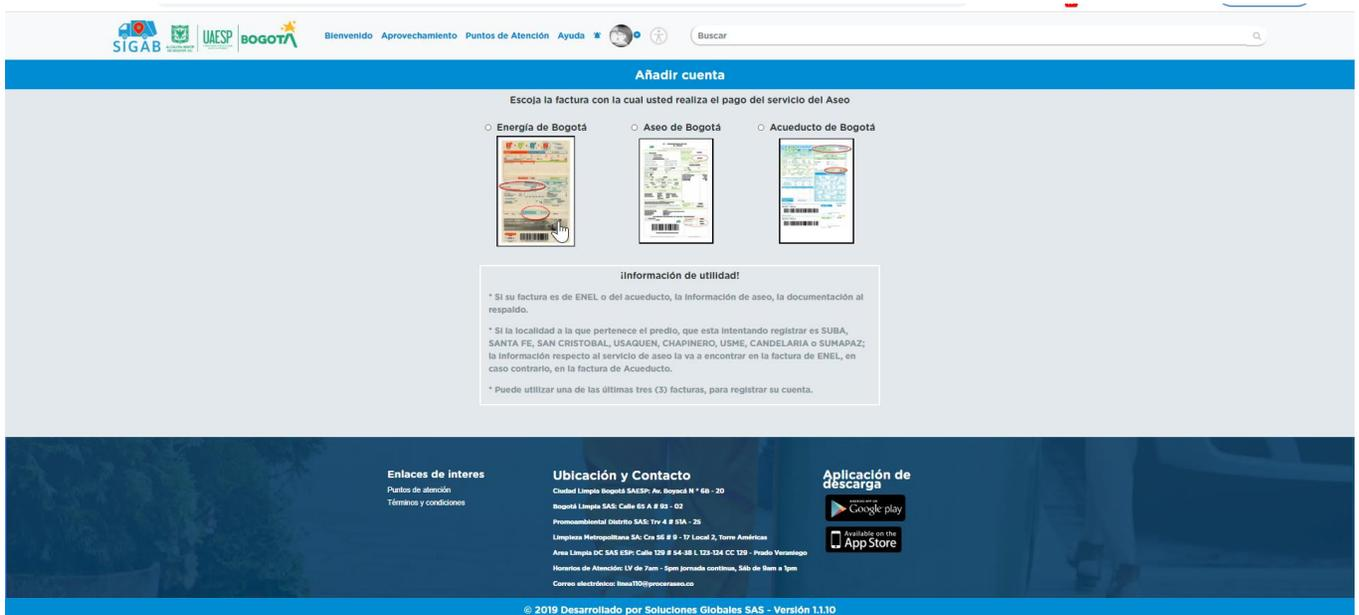 SIGAB
UAESP
BOGOTÁ
Bienvenido Aprovechamiento Puntos de Atención Ayuda
Buscar
Añadir cuenta
Escoja la factura con la cual usted realiza el pago del servicio del Aseo
Energía de Bogotá
Aseo de Bogotá
Acueducto de Bogotá
¡Información de utilidad!
* Si su factura es de ENEL o del acueducto, la información de aseo, la documentación al
respaldo.
* Si la localidad a la que pertenece el predio, que esta intentando registrar es SUBA,
SANTA FE, SAN CRISTOBAL, USAQUEN, CHAPINERO, USME, CANDELARIA o SUMAPAZ;
la información respecto al servicio de aseo la va a encontrar en la factura de ENEL, en
caso contrario, en la factura de Acueducto.
* Puede utilizar una de las últimas tres (3) facturas, para registrar su cuenta.
Enlaces de interes
Puntos de atención
Términos y condiciones
Ubicación y Contacto
Ciudad Limpia Bogotá SAESP: Av. Boyacá N ° 6B - 20
Bogotá Limpia SAS: Calle 65 A # 93 - 02
Promoambiental Distrito SAS: Trv 4 # 51A - 25
Limpieza Metropolitana SA: Cra 56 # 9 - 17 Local 2, Torre Américas
Area Limpia DC SAS ESP: Calle 129 # 54-38 L 123-124 CC 129 - Prado Veraniego
Horarios de Atención: LV de 7am - 5pm jornada continua, Sáb de 9am a 1pm
Correo electrónico: linea110@proceraseo.co
Aplicación de
descarga
ANDROID APP ON
Google play
Available on the
App Store
© 2019 Desarrollado por Soluciones Globales SAS - Versión 1.1.10